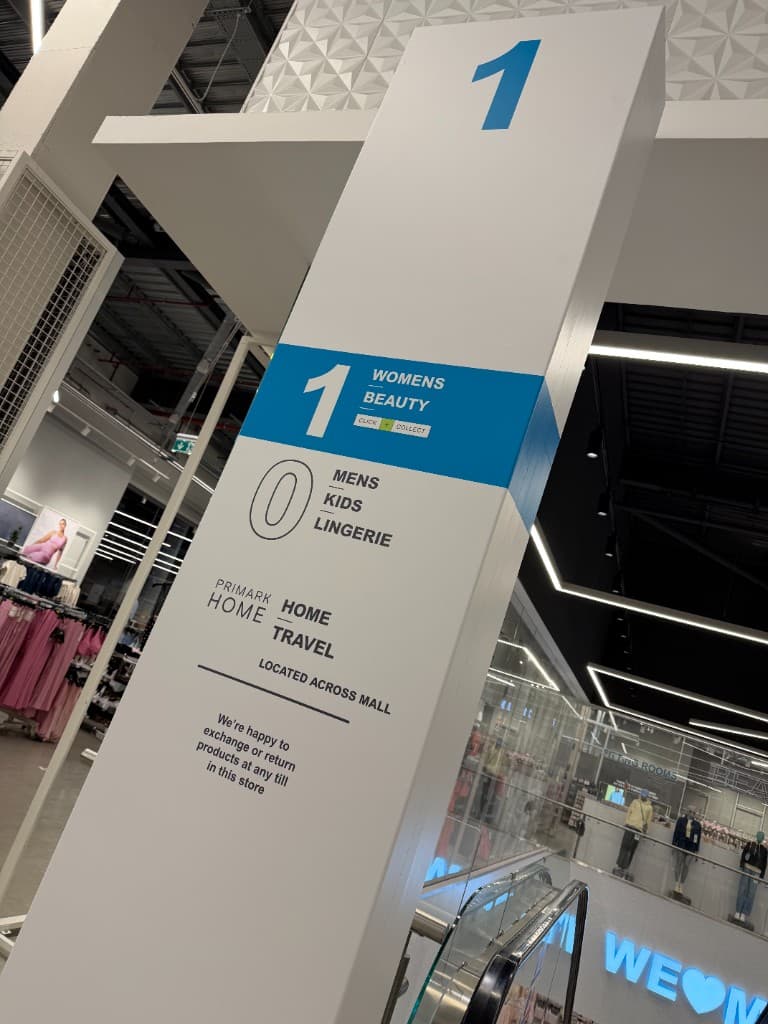 1
1
WOMENS
BEAUTY
CLICK + COLLECT
0
MENS
KIDS
LINGERIE
PRIMARK
HOME
HOME
TRAVEL
LOCATED ACROSS MALL
We're happy to
exchange or return
products at any till
in this store
ROOMS
WE♥M